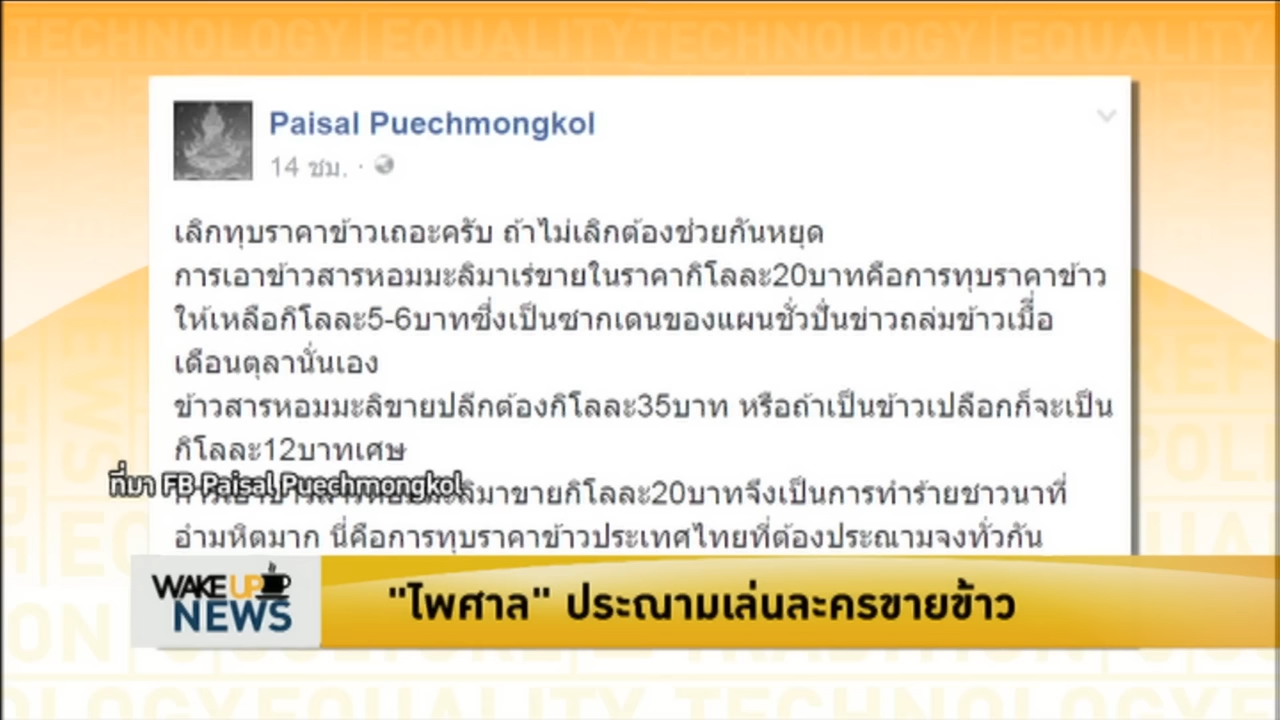 TECHNOLOGY EQUALITY TECHNOLOGY EQUALITY
Paisal Puechmongkol
14 ชม.
เลิกทุบราคาข้าวเถอะครับ ถ้าไม่เลิกต้องช่วยกันหยุด
การเอาข้าวสารหอมมะลิมาเร่ขายในราคากิโลละ20บาทคือการทุบราคาข้าว
ให้เหลือกิโลละ5-6บาทซึ่งเป็นซากเดนของแผนชั่วปั่นข่าวถล่มข้าวเมื่อ
เดือนตุลานั่นเอง
ข้าวสารหอมมะลิขายปลีกต้องกิโลละ35บาท หรือถ้าเป็นข้าวเปลือกก็จะเป็น
กิโลละ12บาทเศษ
ที่มา FB Paisal Puechmongkol
การเอาข้าวสารหอมมะลิมาขายกิโลละ20บาทจึงเป็นการทำร้ายชาวนาที่
อำมหิตมาก นี่คือการทุบราคาข้าวประเทศไทยที่ต้องประณามจงทั่วกัน
WAKE UP
NEWS
"ไพศาล" ประณามเล่นละครขายข้าว